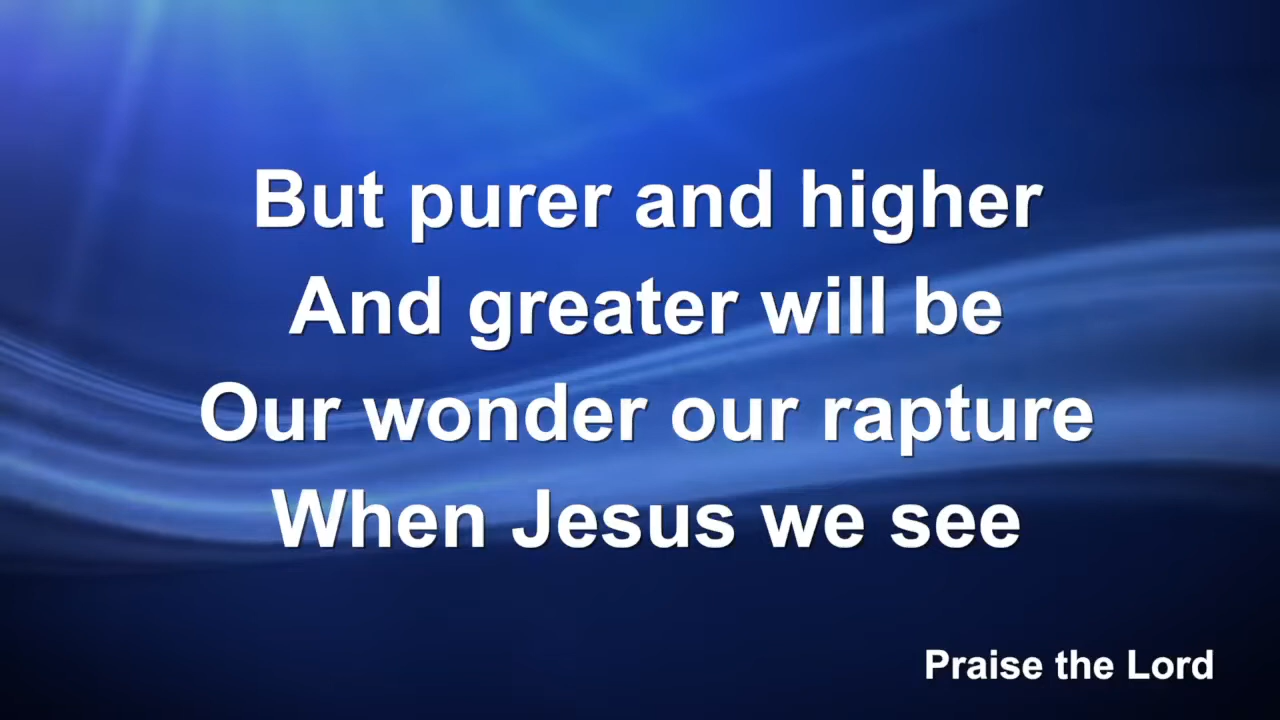 But purer and higher
And greater will be
Our wonder our rapture
When Jesus we see
Praise the Lord